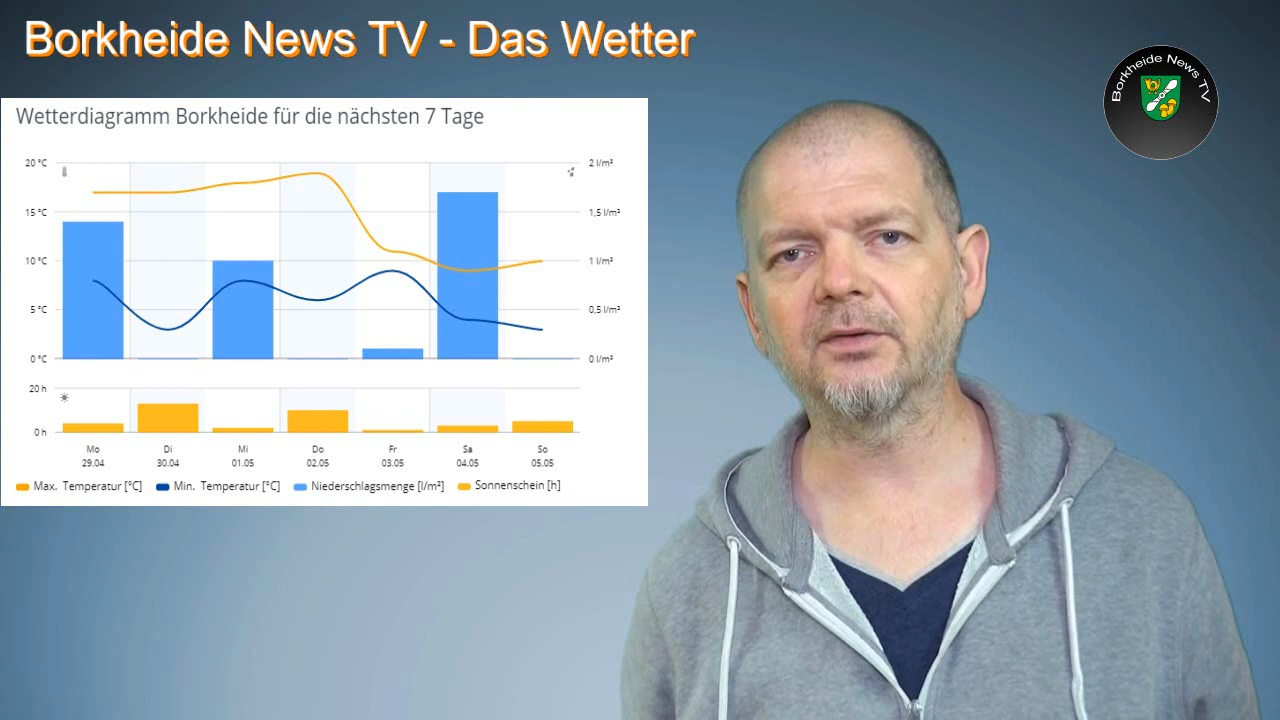 Borkheide News TV - Das Wetter
Borkheide News TV
Wetterdiagramm Borkheide für die nächsten 7 Tage
20 °C 2 l/m²
15 °C 1,5 l/m²
10 °C 1 l/m²
5 °C 0,5 l/m²
0 °C 0 l/m²
20 h
0 h
Mo Di Mi Do Fr Sa So
29.04 30.04 01.05 02.05 03.05 04.05 05.05
Max. Temperatur [°C] Min. Temperatur [°C] Niederschlagsmenge [l/m²] Sonnenschein [h]